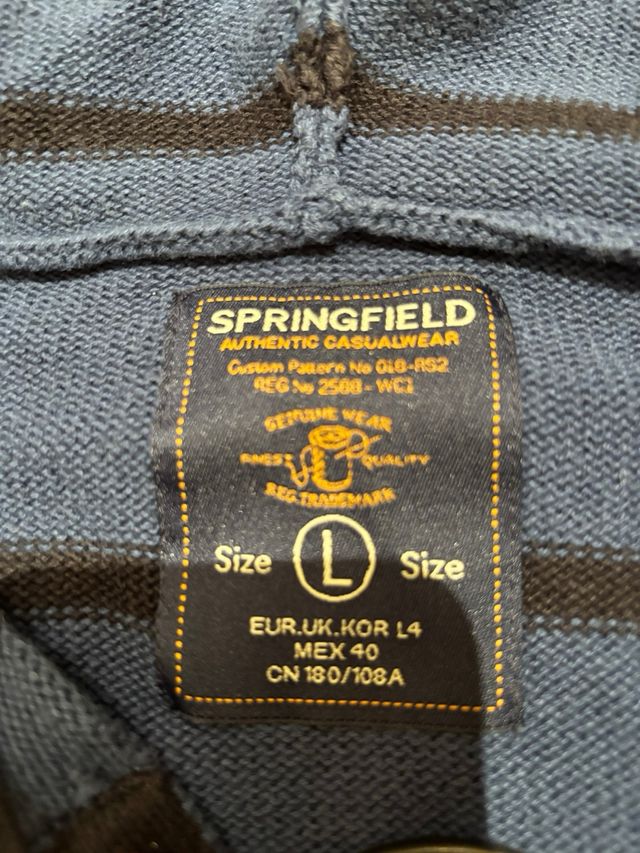 SPRINGFIELD
AUTHENTIC CASUALWEAR
Custom Pattern No 018-RS2
REG No 2588 - WC1
GENUINE WEAR
FINEST QUALITY
REG.TRADEMARK
Size L Size
EUR.UK.KOR L4
MEX 40
CN 180/108A